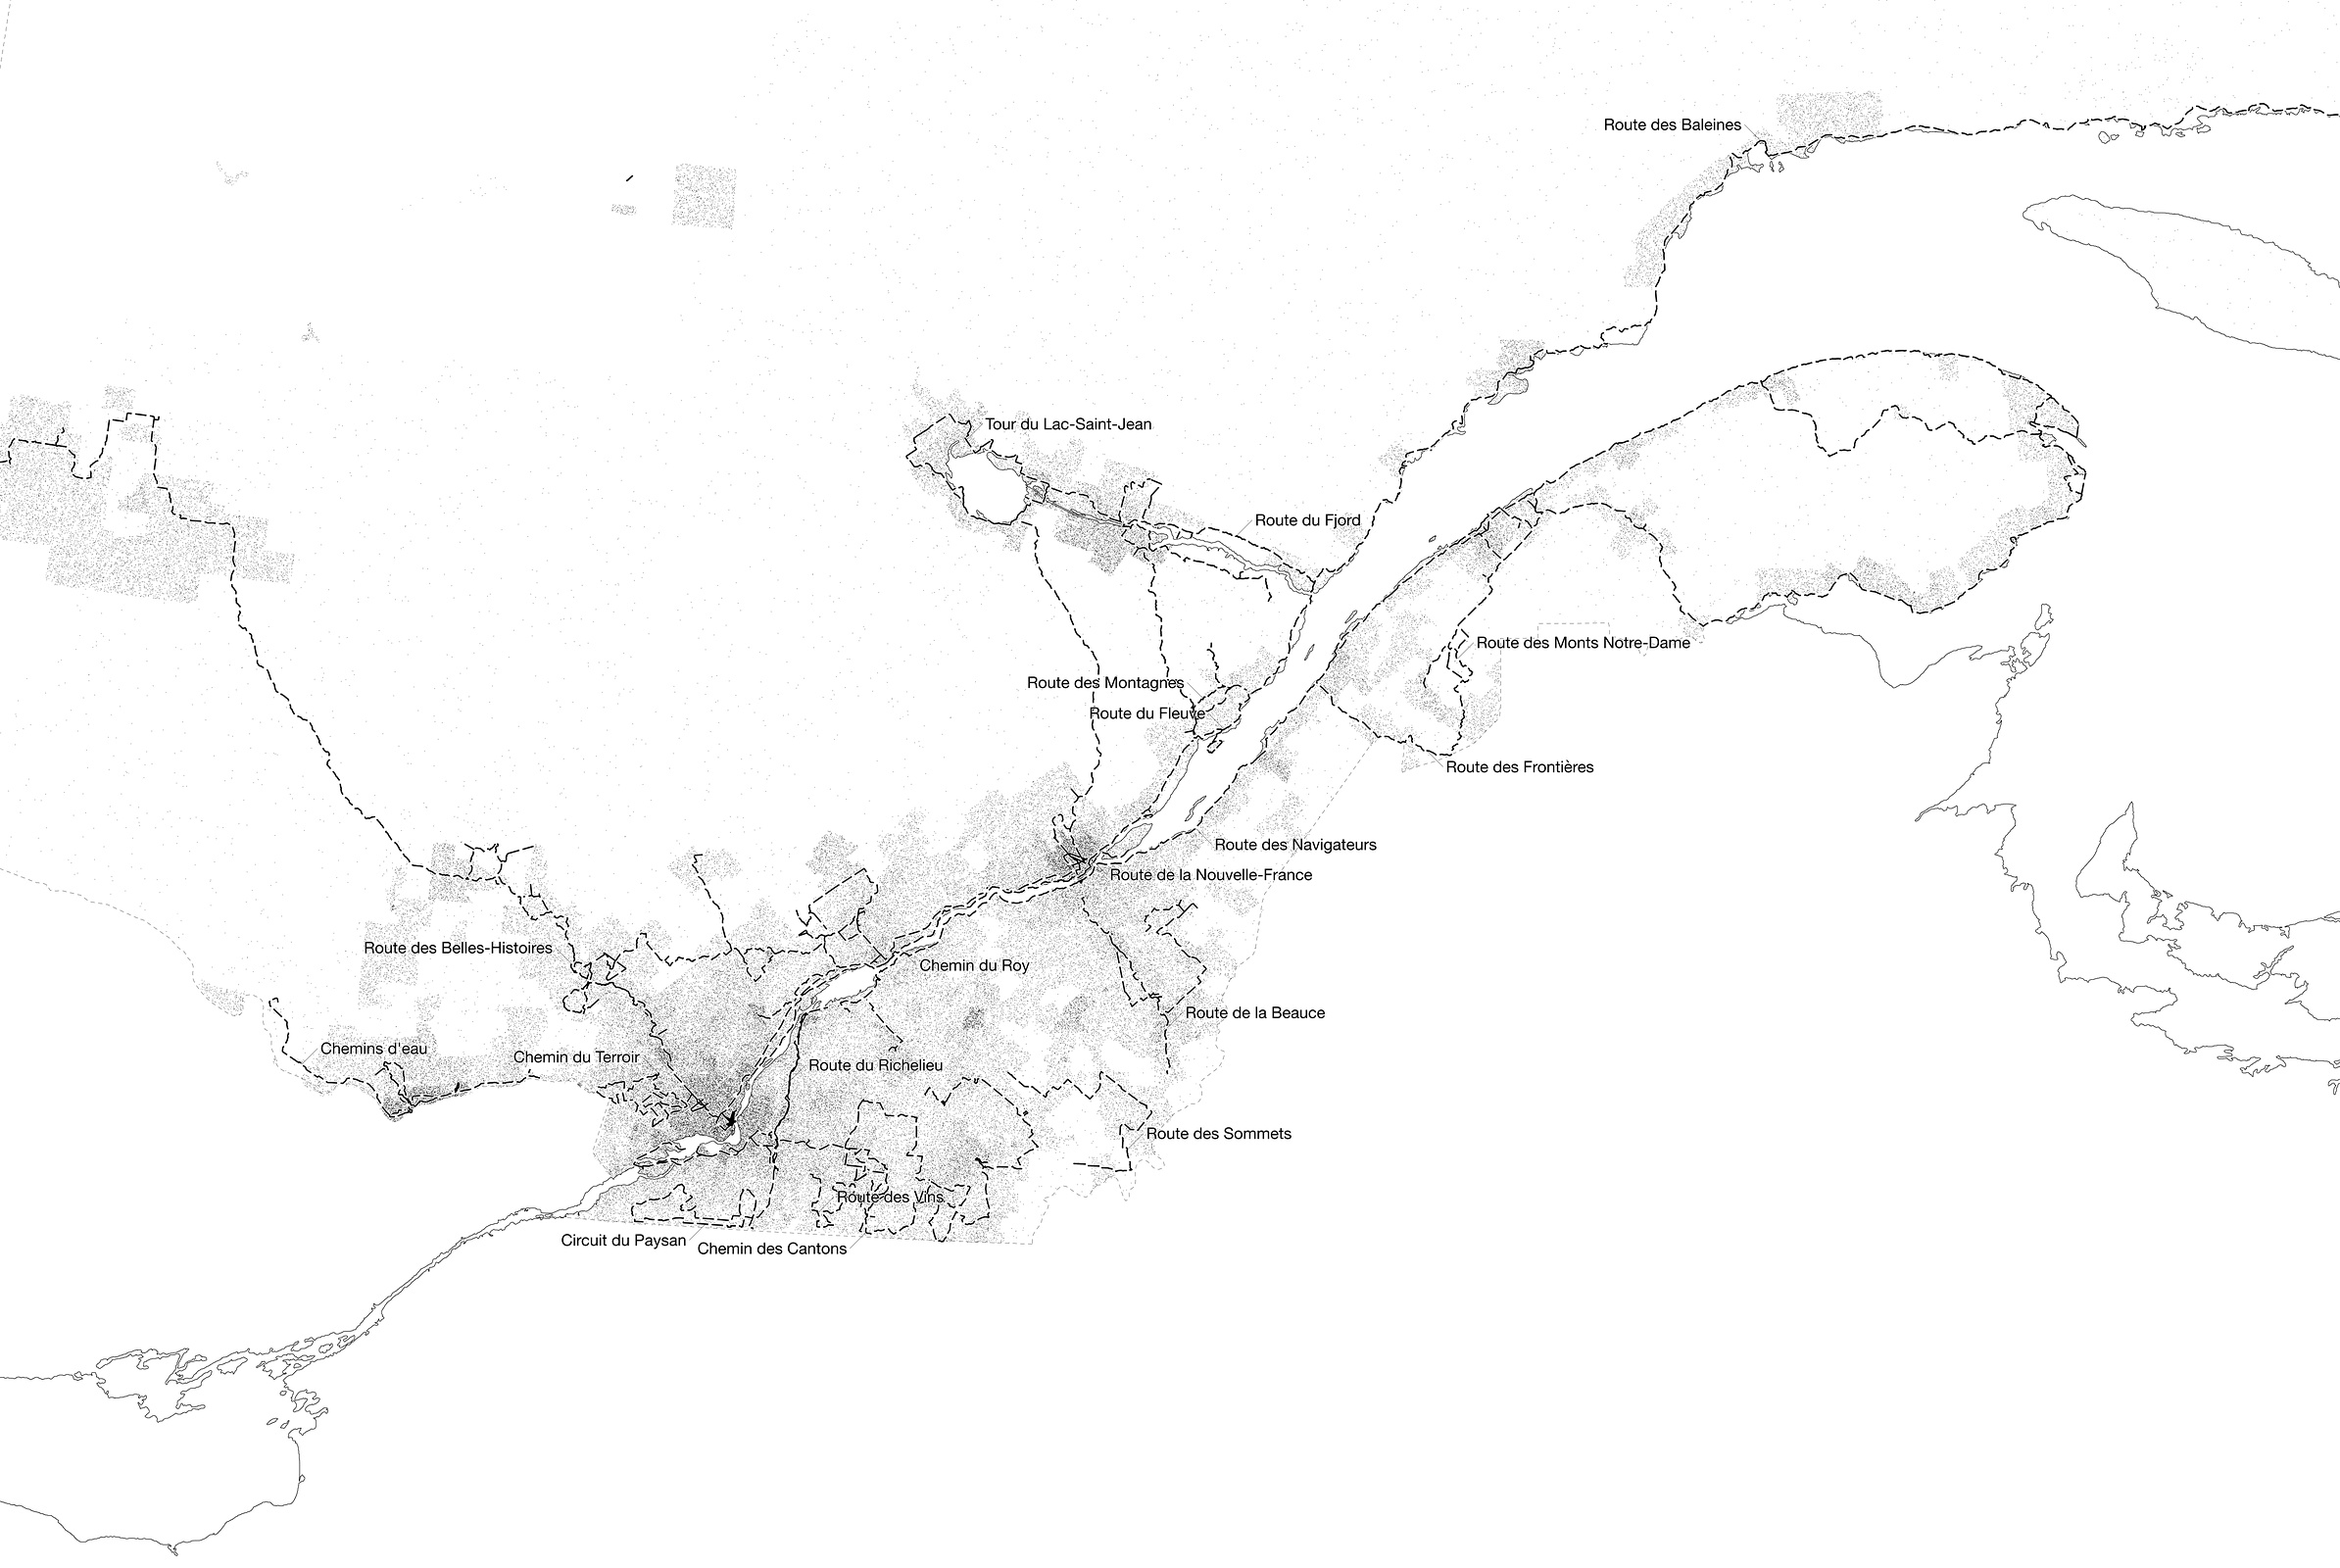 Route des Baleines
Tour du Lac-Saint-Jean
Route du Fjord
Route des Monts Notre-Dame
Route des Montagnes
Route du Fleuve
Route des Frontières
Route des Navigateurs
Route de la Nouvelle-France
Route des Belles-Histoires
Chemin du Roy
Route de la Beauce
Chemins d'eau
Chemin du Terroir
Route du Richelieu
Route des Sommets
Route des Vins
Circuit du Paysan
Chemin des Cantons